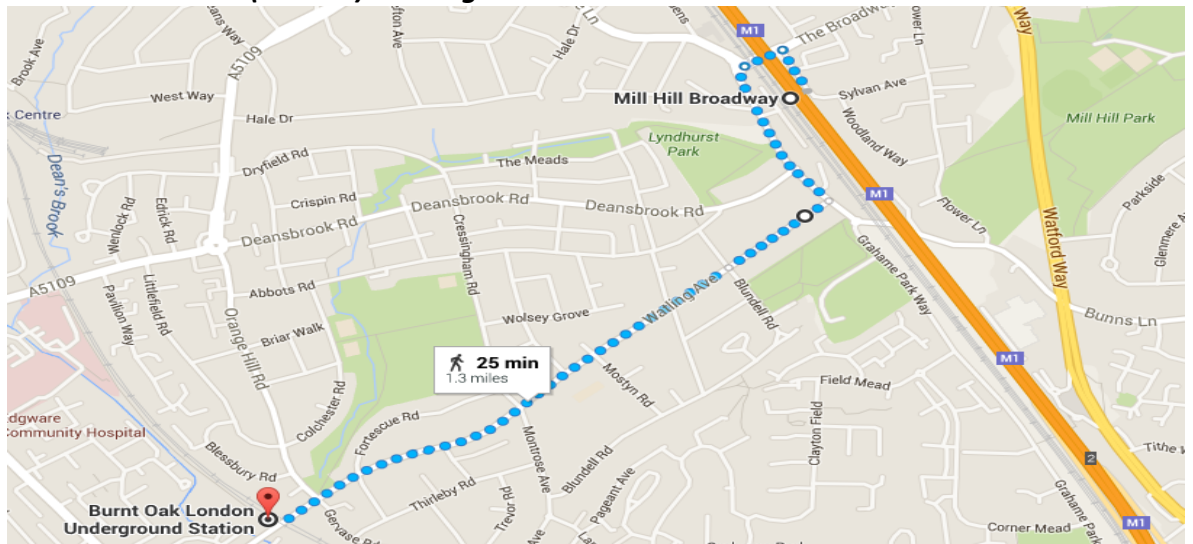 Way
The Broadway
Hale Dr
M1
Brook Ave
A5109
West Way
Sylvan Ave
Mill Hill Broadway
Centre
Hale Dr
Woodland Way
Mill Hill Park
Lyndhurst
Park
Dean's Brook
Dryfield Rd
The Meads
M1
Parkside
Crispin Rd
Deansbrook Rd
Deansbrook Rd
Wenlock Rd
Edrick Rd
Flower Ln
Watford Way
Deansbrook Rd
Cressingham Rd
Grahame Park Way
A5109
Abbots Rd
Littlefield Rd
Pavilion Way
Orange Hill Rd
Watling Ave
Blundell Rd
Wolsey Grove
Bunns Ln
Briar Walk
25 min
1.3 miles
M1
Mostyn Rd
Field Mead
Colchester Rd
Fortescue Rd
Clayton Field
Community Hospital
Blessbury Rd
Montrose Ave
Blundell Rd
2
Thirleby Rd
Pageant Ave
Burnt Oak London
Underground Station
Gervase Rd
Trevor Rd
Grahame Park
Corner Mead
M1